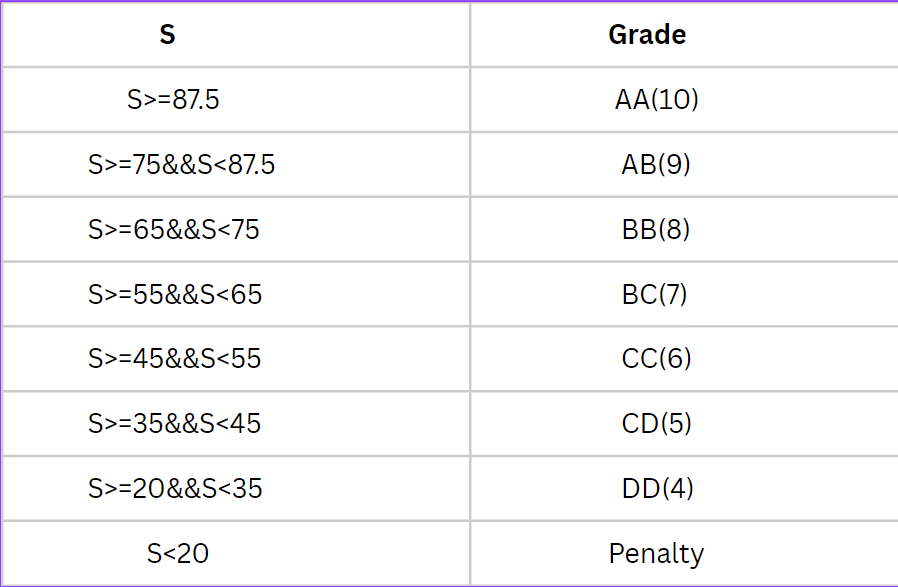 S Grade
S>=87.5 AA(10)
S>=75&&S<87.5 AB(9)
S>=65&&S<75 BB(8)
S>=55&&S<65 BC(7)
S>=45&&S<55 CC(6)
S>=35&&S<45 CD(5)
S>=20&&S<35 DD(4)
S<20 Penalty